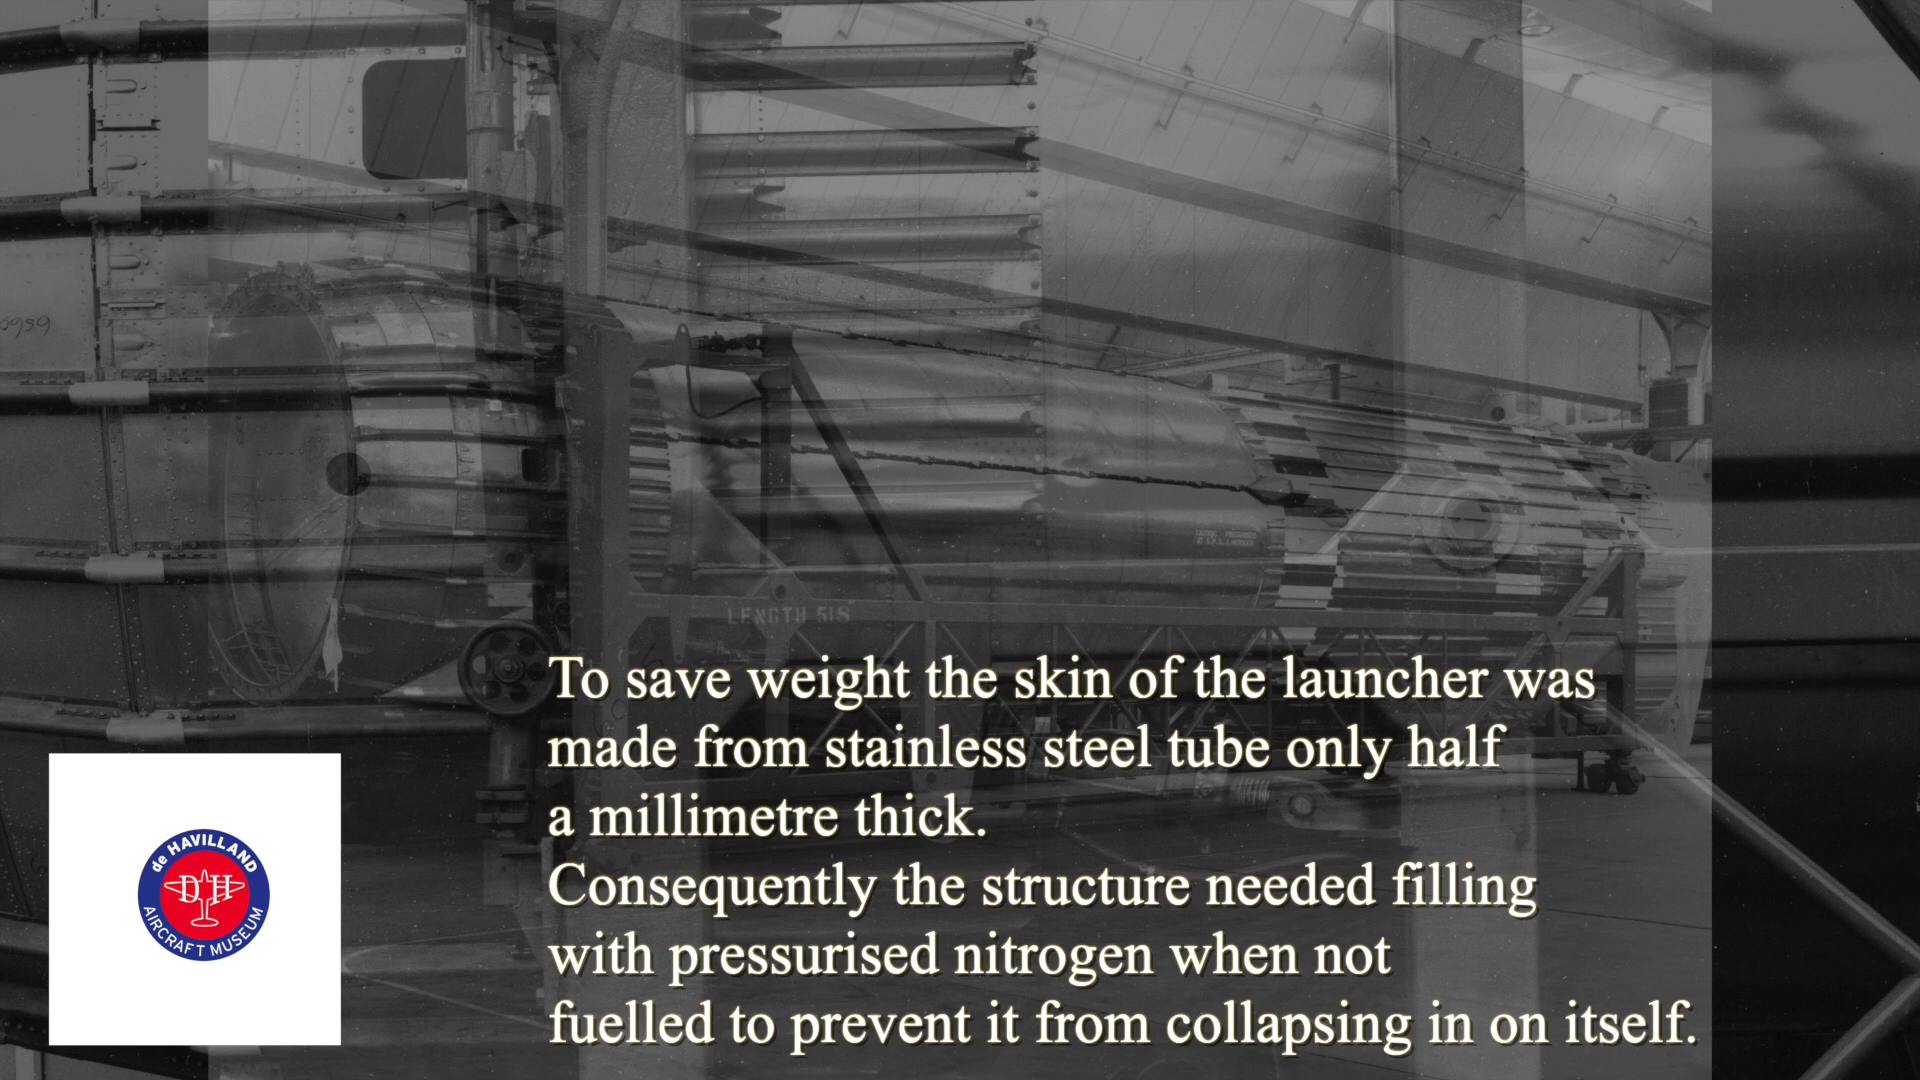 To save weight the skin of the launcher was
made from stainless steel tube only half
a millimetre thick.
Consequently the structure needed filling
with pressurised nitrogen when not
fuelled to prevent it from collapsing in on itself.
de HAVILLAND
DH
AIRCRAFT MUSEUM
LENGTH 518